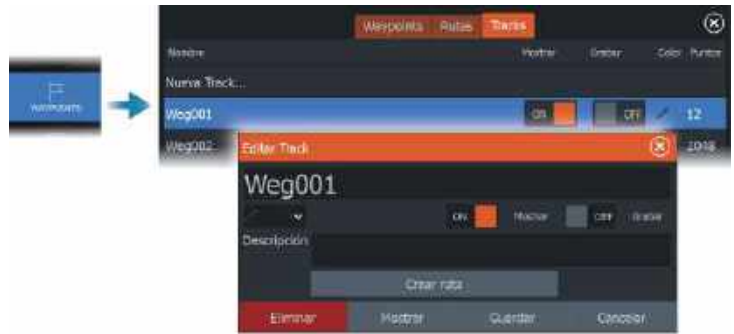 Waypoints Rutas Tracks
Nombre Mostrar Grabar Color Puntos
Nueva Track...
WAYPOINTS
Weg001 ON OFF 12
Weg002 2048
Editar Track
Weg001
ON Mostrar OFF Grabar
Descripción
Crear ruta
Eliminar Mostrar Guardar Cancelar